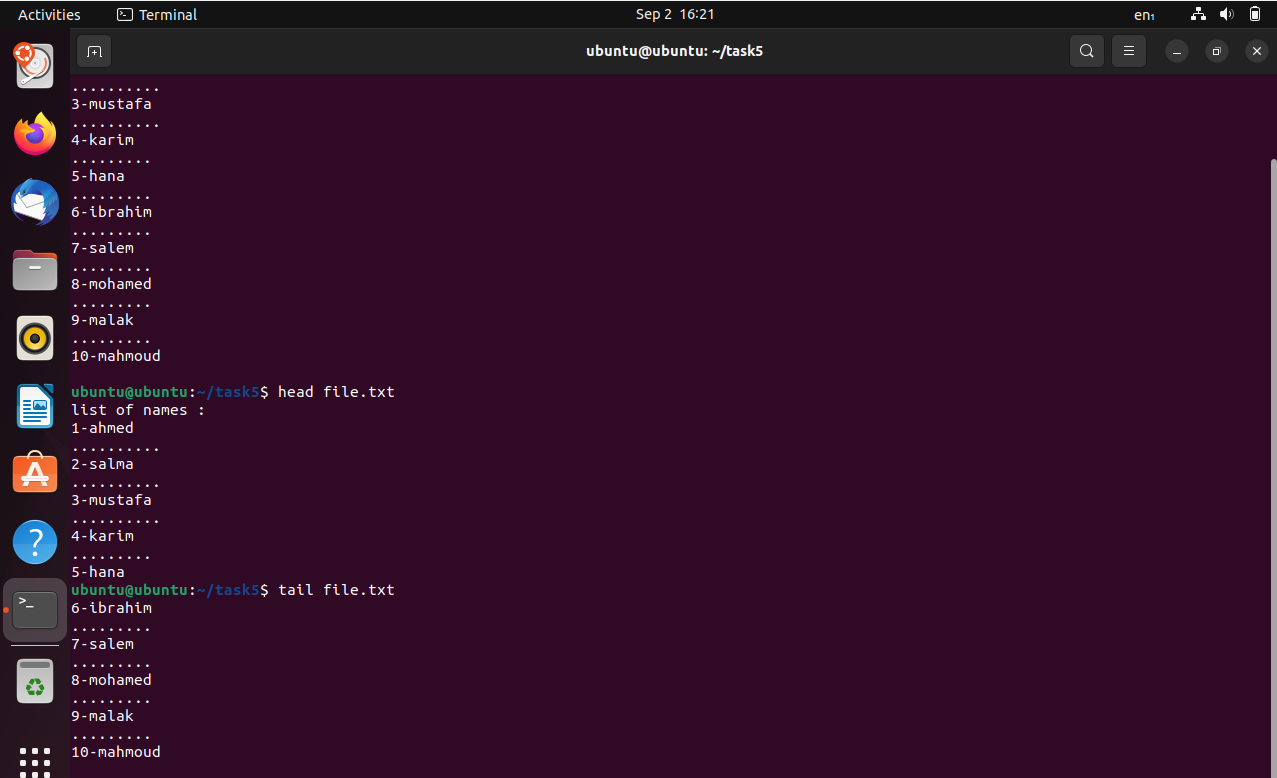 Activities
Terminal
Sep 2 16:21
en₁
ubuntu@ubuntu: ~/task5
..........
3-mustafa
..........
4-karim
.........
5-hana
.........
6-ibrahim
.........
7-salem
.........
8-mohamed
.........
9-malak
.........
10-mahmoud
ubuntu@ubuntu:~/task5$ head file.txt
list of names :
1-ahmed
..........
2-salma
..........
3-mustafa
..........
4-karim
.........
5-hana
ubuntu@ubuntu:~/task5$ tail file.txt
6-ibrahim
.........
7-salem
.........
8-mohamed
.........
9-malak
.........
10-mahmoud